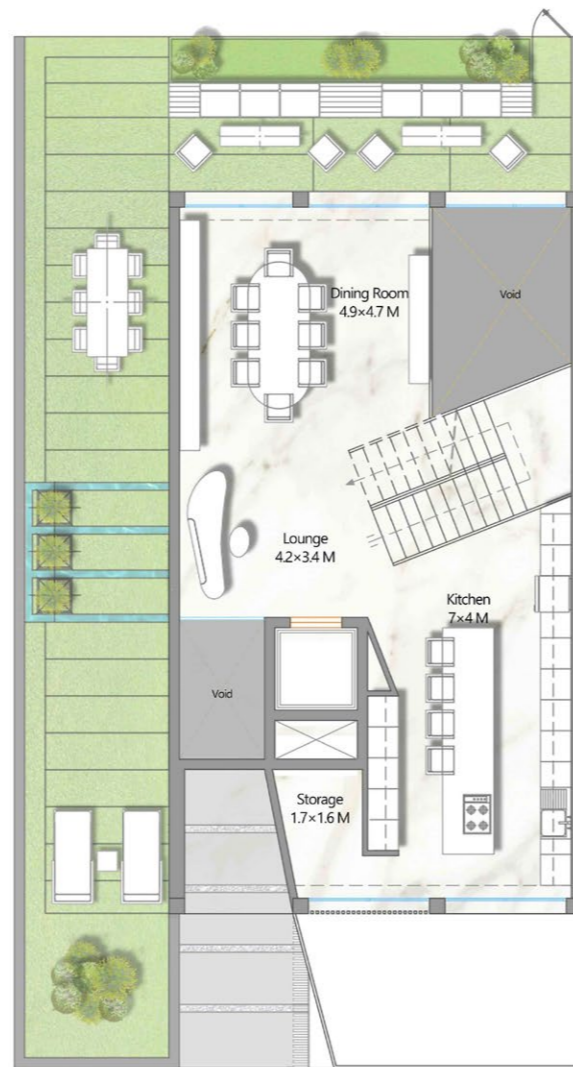 Dining Room
4.9×4.7 M
Void
Lounge
4.2×3.4 M
Kitchen
7×4 M
Void
Storage
1.7×1.6 M